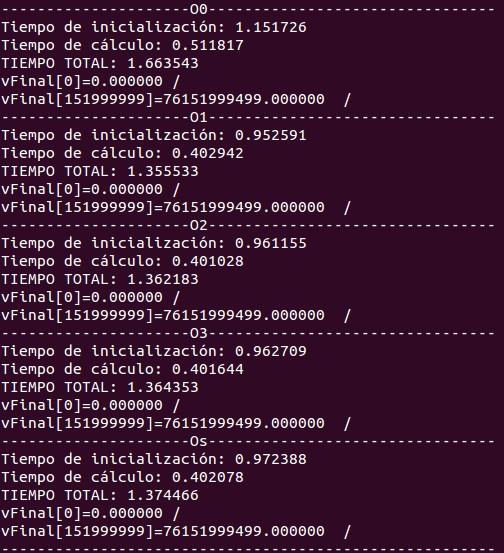 ---------------------O0--------------------------------
Tiempo de inicialización: 1.151726
Tiempo de cálculo: 0.511817
TIEMPO TOTAL: 1.663543
vFinal[0]=0.000000 /
vFinal[151999999]=76151999499.000000  /
---------------------O1--------------------------------
Tiempo de inicialización: 0.952591
Tiempo de cálculo: 0.402942
TIEMPO TOTAL: 1.355533
vFinal[0]=0.000000 /
vFinal[151999999]=76151999499.000000  /
---------------------O2--------------------------------
Tiempo de inicialización: 0.961155
Tiempo de cálculo: 0.401028
TIEMPO TOTAL: 1.362183
vFinal[0]=0.000000 /
vFinal[151999999]=76151999499.000000  /
---------------------O3--------------------------------
Tiempo de inicialización: 0.962709
Tiempo de cálculo: 0.401644
TIEMPO TOTAL: 1.364353
vFinal[0]=0.000000 /
vFinal[151999999]=76151999499.000000  /
---------------------Os--------------------------------
Tiempo de inicialización: 0.972388
Tiempo de cálculo: 0.402078
TIEMPO TOTAL: 1.374466
vFinal[0]=0.000000 /
vFinal[151999999]=76151999499.000000  /
-------------------------------------------------------